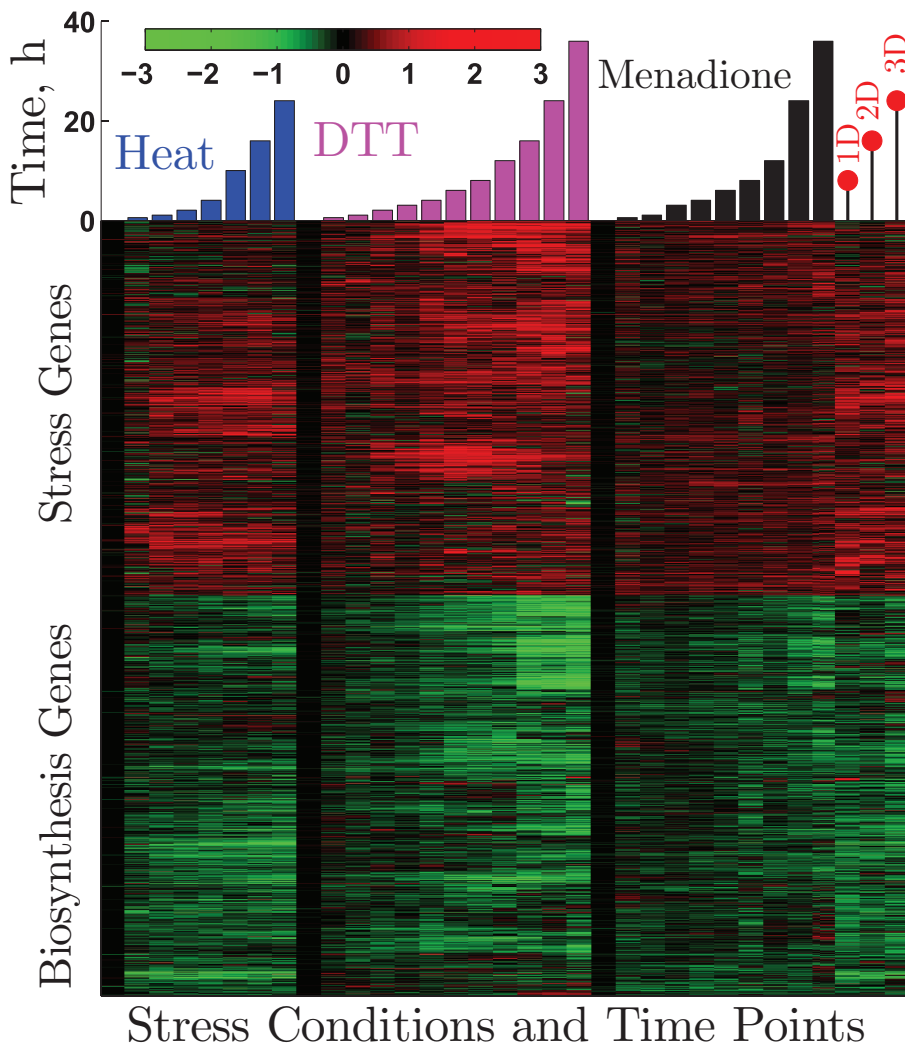 Time, h
40
20
0
−3 −2 −1 0 1 2 3
Heat
DTT
Menadione
1D
2D
3D
Stress Genes
Biosynthesis Genes
Stress Conditions and Time Points